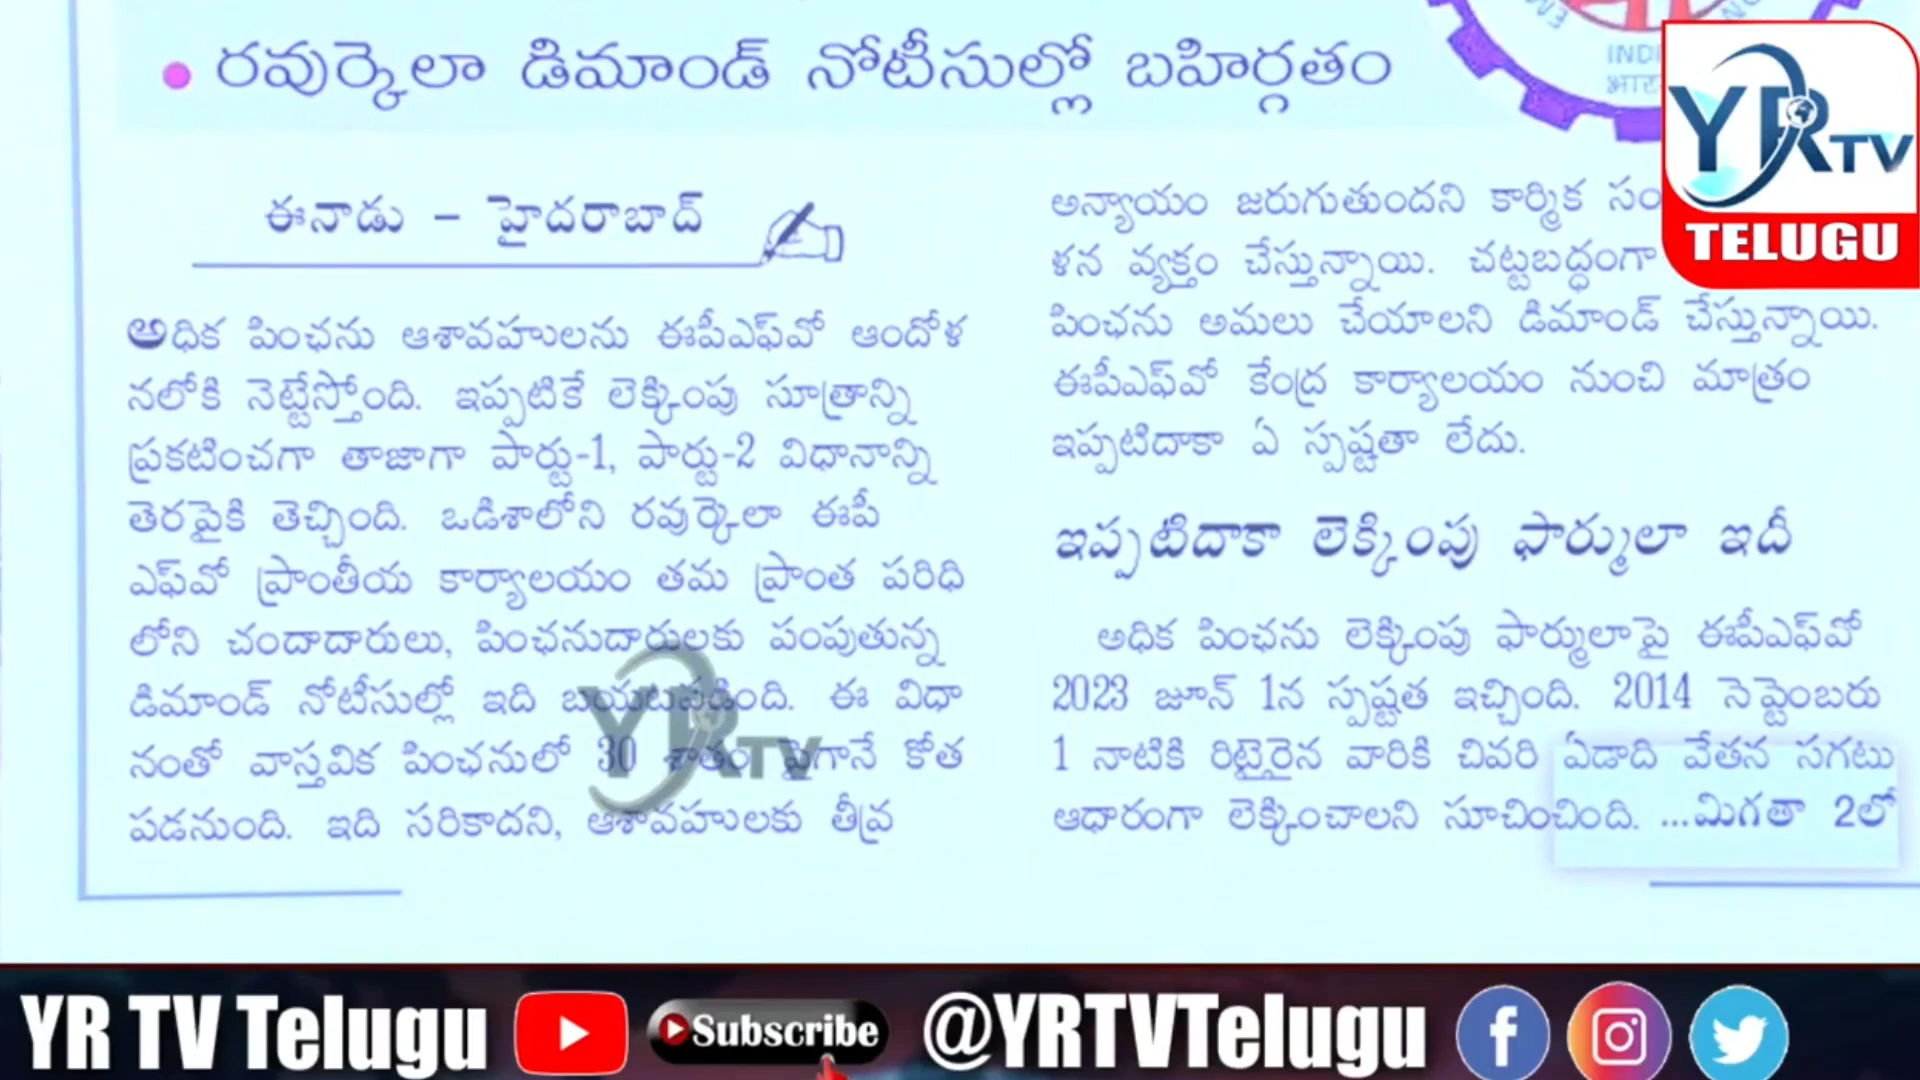 రవుర్కెలా డిమాండ్ నోటీసుల్లో బహిర్గతం
ఈనాడు – హైదరాబాద్
అధిక పింఛను ఆశావహులను ఈపీఎఫ్‌వో ఆందోళ
నలోకి నెట్టేస్తోంది. ఇప్పటికే లెక్కింపు సూత్రాన్ని
ప్రకటించగా తాజాగా పార్టు-1, పార్టు-2 విధానాన్ని
తెరపైకి తెచ్చింది. ఒడిశాలోని రవుర్కెలా ఈపీ
ఎఫ్‌వో ప్రాంతీయ కార్యాలయం తమ ప్రాంత పరిధి
లోని చందాదారులు, పింఛనుదారులకు పంపుతున్న
డిమాండ్ నోటీసుల్లో ఇది బయటపడింది. ఈ విధా
నంతో వాస్తవిక పింఛనులో 30 శాతం పైగానే కోత
పడనుంది. ఇది సరికాదని, ఆశావహులకు తీవ్ర
అన్యాయం జరుగుతుందని కార్మిక
ళన వ్యక్తం చేస్తున్నాయి. చట్టబద్ధంగా
పింఛను అమలు చేయాలని డిమాండ్ చేస్తున్నాయి.
ఈపీఎఫ్‌వో కేంద్ర కార్యాలయం నుంచి మాత్రం
ఇప్పటిదాకా ఏ స్పష్టతా లేదు.
ఇప్పటిదాకా లెక్కింపు ఫార్ములా ఇదీ
అధిక పింఛను లెక్కింపు ఫార్ములాపై ఈపీఎఫ్‌వో
2023 జూన్ 1న స్పష్టత ఇచ్చింది. 2014 సెప్టెంబరు
1 నాటికి రిటైరైన వారికి చివరి ఏడాది వేతన సగటు
ఆధారంగా లెక్కించాలని సూచించింది. ...మిగతా 2లో
YR TV
TELUGU
YR TV
YR TV Telugu
Subscribe
@YRTVTelugu